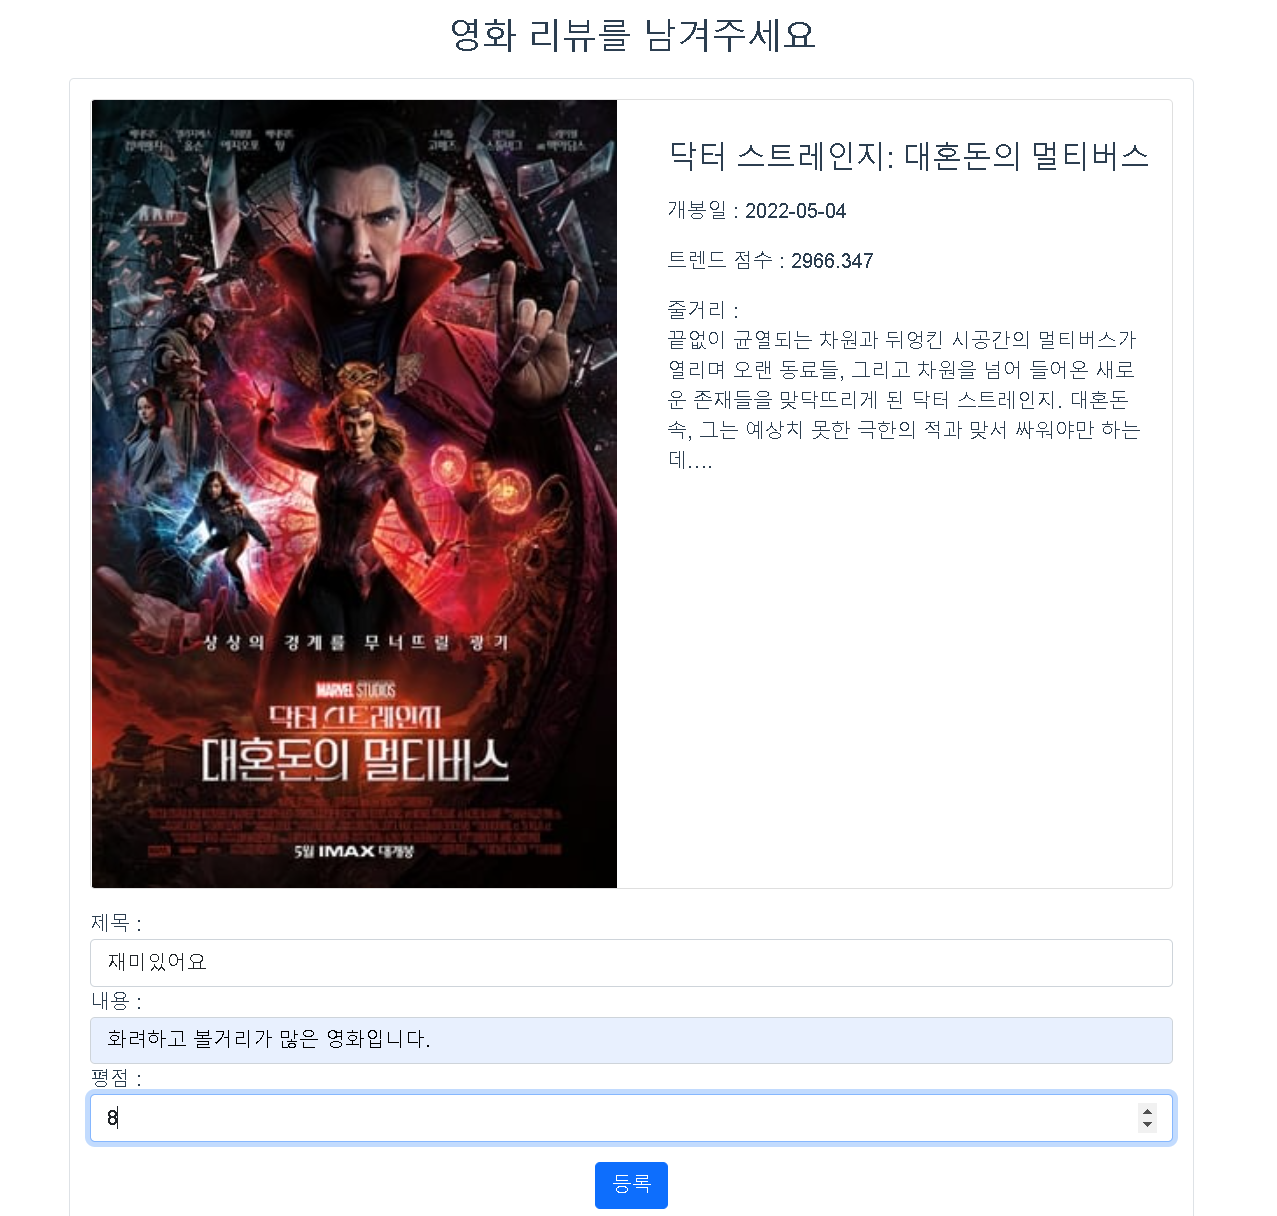 영화 리뷰를 남겨주세요
닥터 스트레인지: 대혼돈의 멀티버스
개봉일 : 2022-05-04
트렌드 점수 : 2966.347
줄거리 :
끝없이 균열되는 차원과 뒤엉킨 시공간의 멀티버스가
열리며 오랜 동료들, 그리고 차원을 넘어 들어온 새로
운 존재들을 맞닥뜨리게 된 닥터 스트레인지. 대혼돈
속, 그는 예상치 못한 극한의 적과 맞서 싸워야만 하는
데….
상상의 경계를 무너뜨릴 광기
MARVEL STUDIOS
닥터 스트레인지
대혼돈의 멀티버스
5월 IMAX 대개봉
제목 :
재미있어요
내용 :
화려하고 볼거리가 많은 영화입니다.
평점 :
8
등록